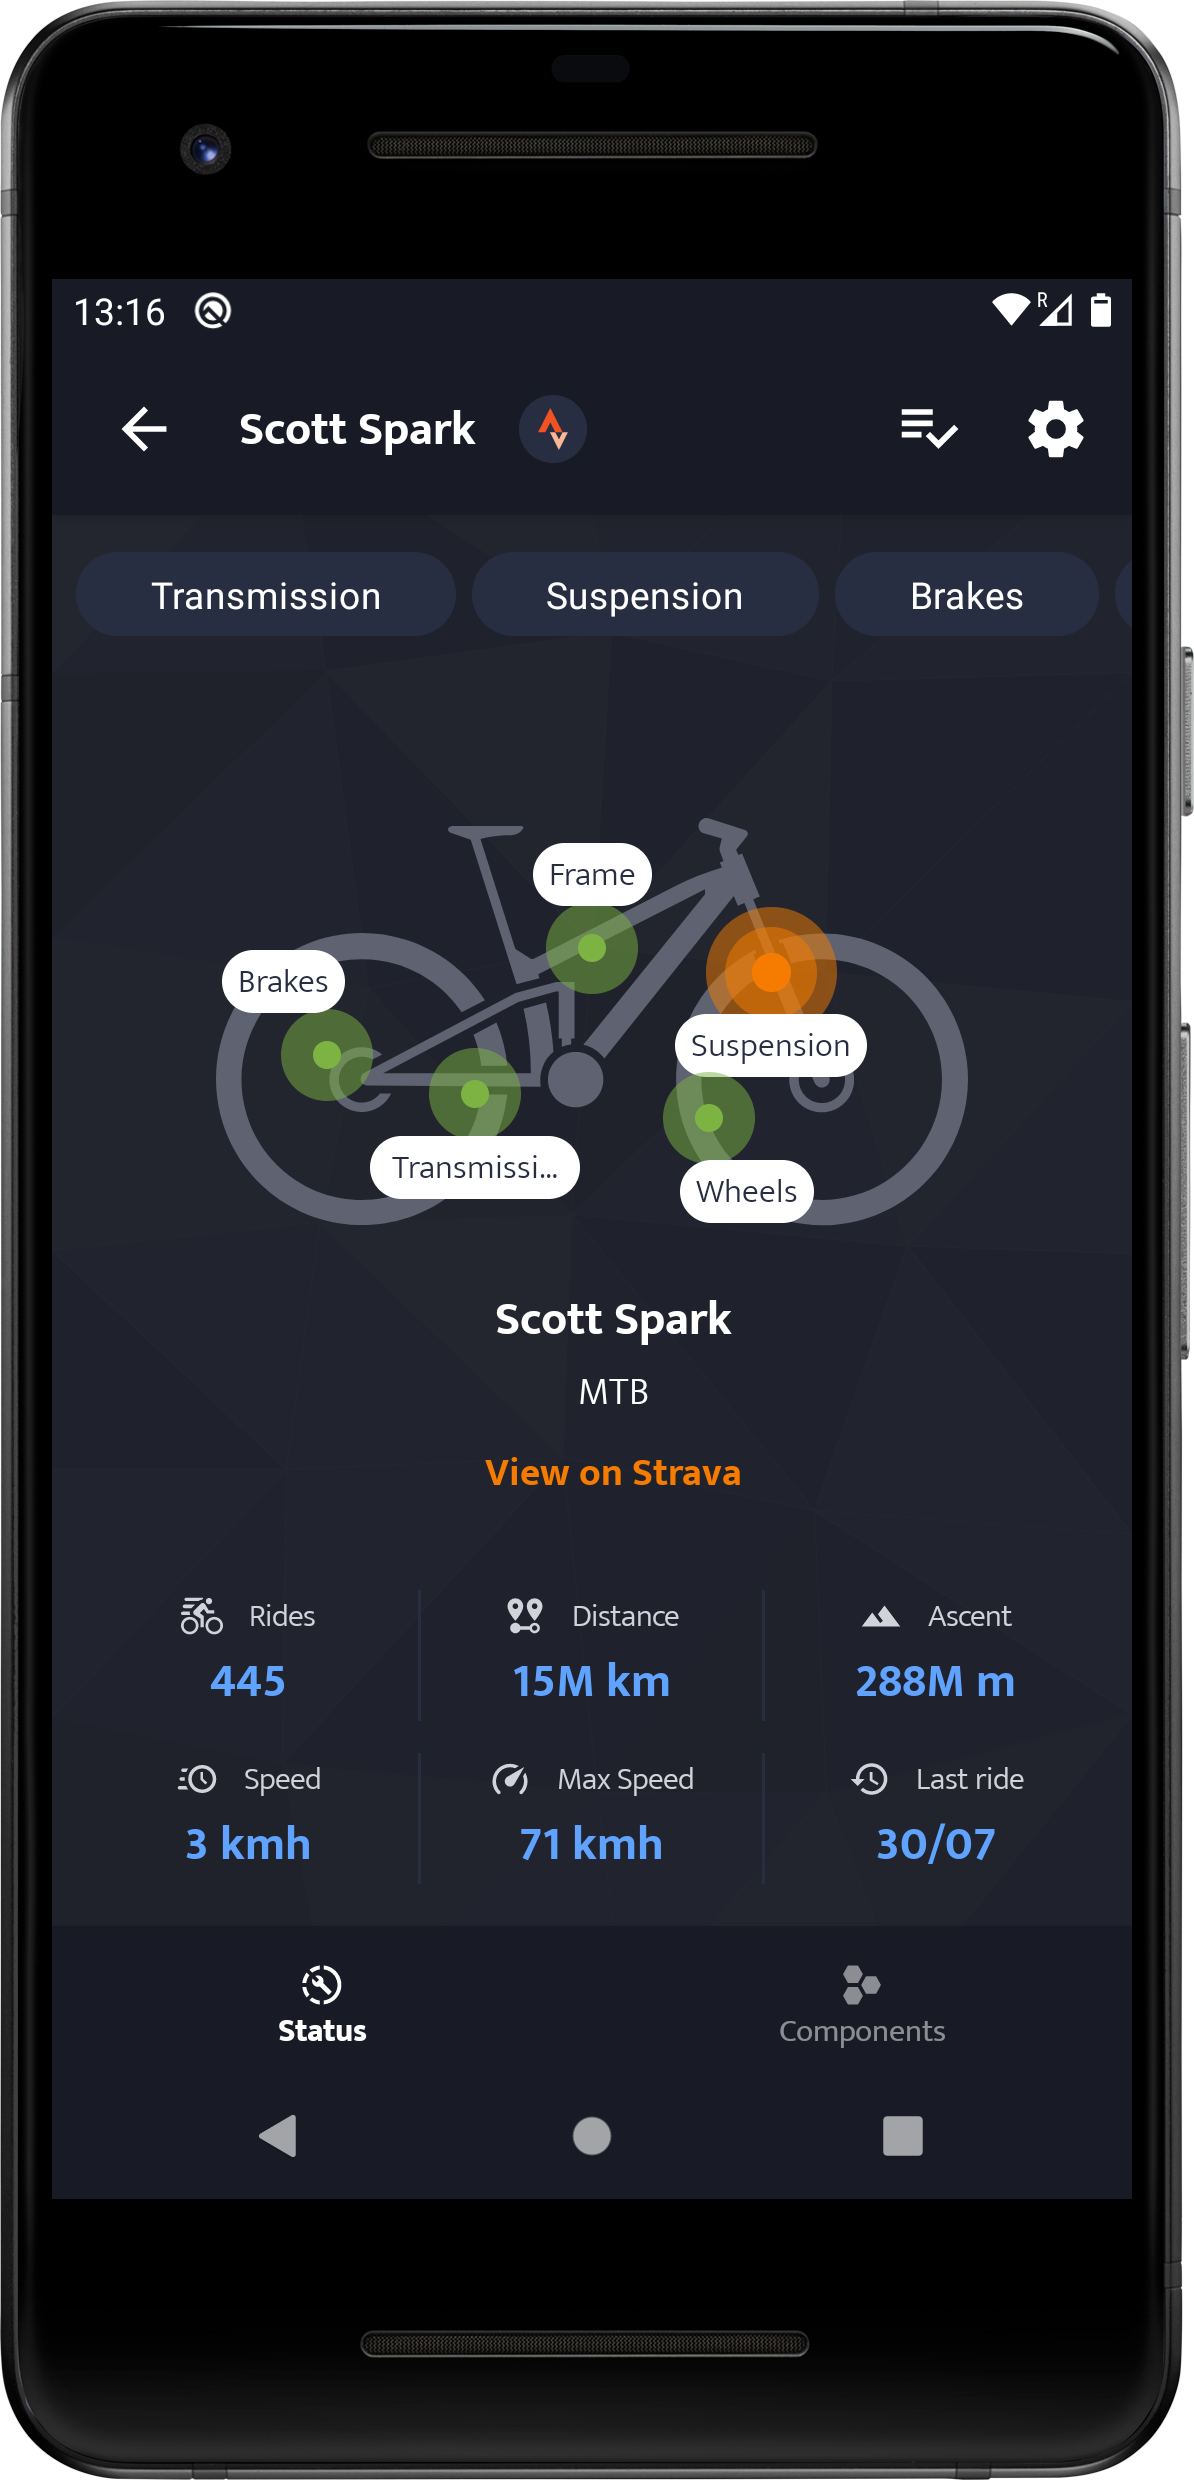 13:16
R
Scott Spark
Transmission
Suspension
Brakes
Frame
Brakes
Suspension
Transmissi...
Wheels
Scott Spark
MTB
View on Strava
Rides
Distance
Ascent
445
15M km
288M m
Speed
Max Speed
Last ride
3 kmh
71 kmh
30/07
Status
Components